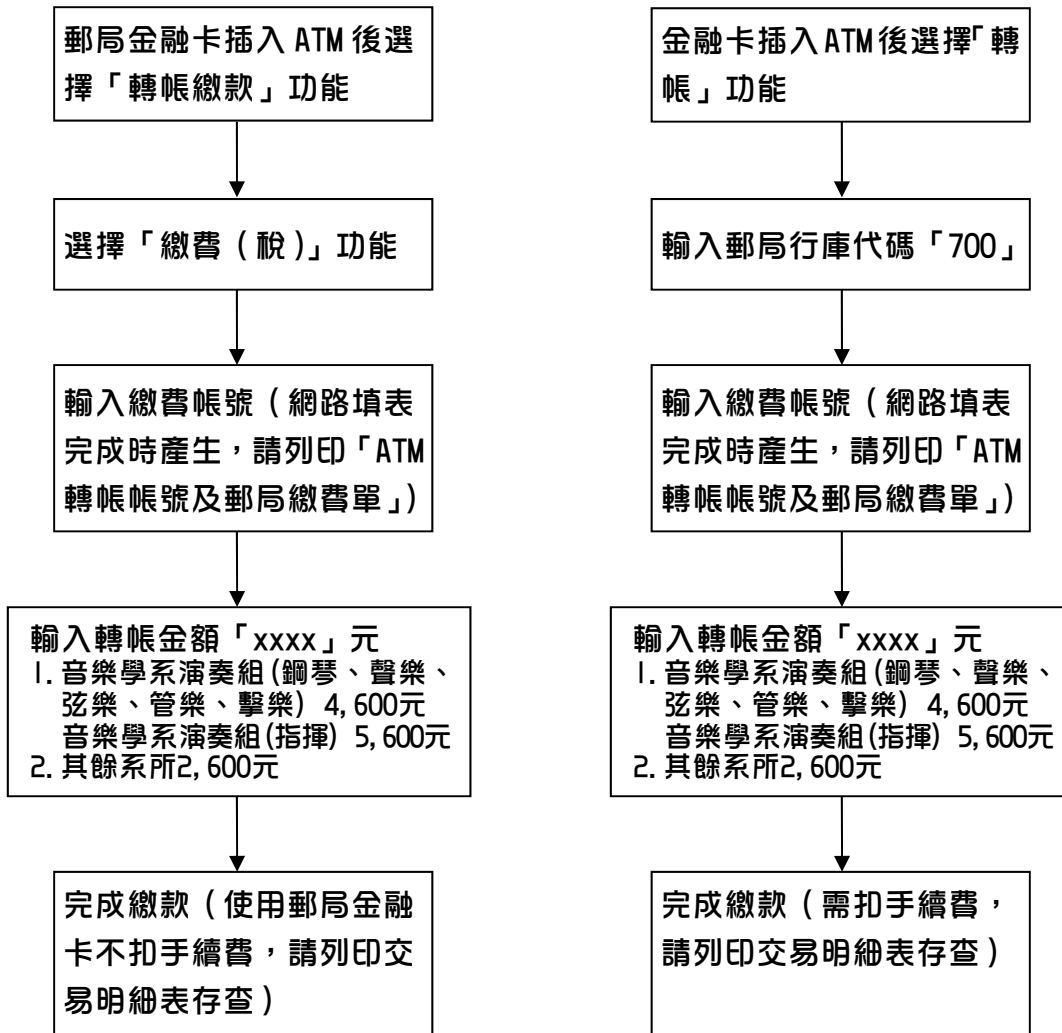 郵局金融卡插入 ATM 後選
擇「轉帳繳款」功能
選擇「繳費（稅）」功能
輸入繳費帳號（網路填表
完成時產生，請列印「ATM
轉帳帳號及郵局繳費單」）
輸入轉帳金額「xxxx」元
1. 音樂學系演奏組(鋼琴、聲樂、
弦樂、管樂、擊樂) 4,600元
音樂學系演奏組(指揮) 5,600元
2. 其餘系所2,600元
完成繳款（使用郵局金融
卡不扣手續費，請列印交
易明細表存查）
金融卡插入ATM後選擇「轉
帳」功能
輸入郵局行庫代碼「700」
輸入繳費帳號（網路填表
完成時產生，請列印「ATM
轉帳帳號及郵局繳費單」）
輸入轉帳金額「xxxx」元
1. 音樂學系演奏組(鋼琴、聲樂、
弦樂、管樂、擊樂) 4,600元
音樂學系演奏組(指揮) 5,600元
2. 其餘系所2,600元
完成繳款（需扣手續費，
請列印交易明細表存查）